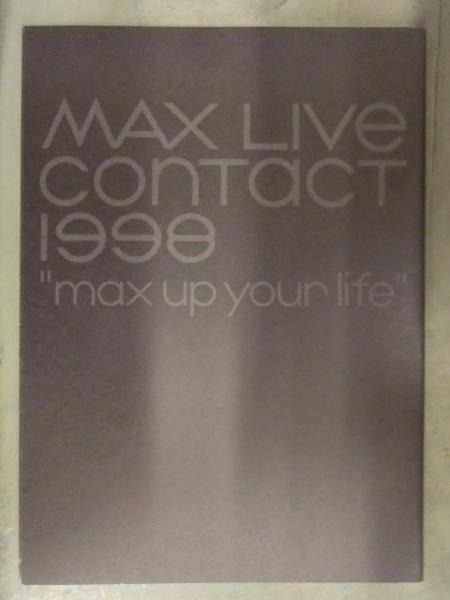 MAX LIVe
conTacT
1998
"max up your life"